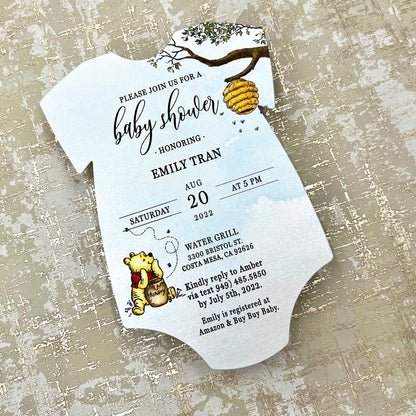 PLEASE JOIN US FOR A
baby shower
· HONORING ·
EMILY TRAN
AUG
SATURDAY 20 AT 5 PM
2022
WATER GRILL
3300 BRISTOL ST.
COSTA MESA, CA 92626
Kindly reply to Amber
via text 949) 485.5850
by July 5th, 2022.
Emily is registered at
Amazon & Buy Buy Baby.